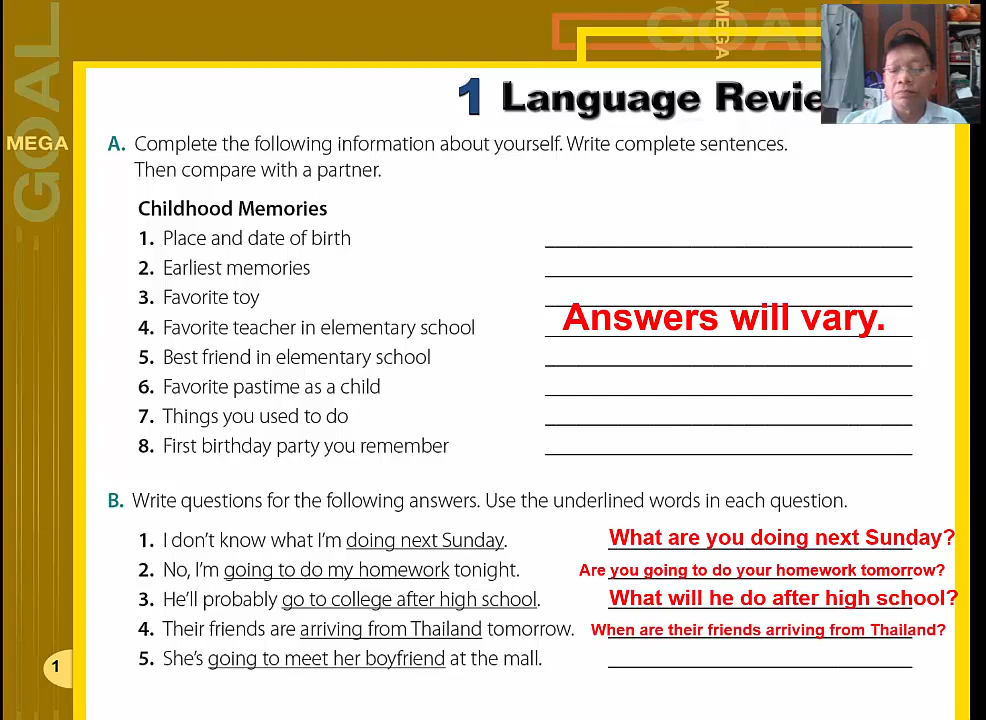 GOAL
MEGA
GOAL
MEGA
1 Language Revie
A. Complete the following information about yourself. Write complete sentences.
Then compare with a partner.
Childhood Memories
1. Place and date of birth
2. Earliest memories
3. Favorite toy
4. Favorite teacher in elementary school
Answers will vary.
5. Best friend in elementary school
6. Favorite pastime as a child
7. Things you used to do
8. First birthday party you remember
B. Write questions for the following answers. Use the underlined words in each question.
1. I don't know what I'm doing next Sunday. What are you doing next Sunday?
2. No, I'm going to do my homework tonight. Are you going to do your homework tomorrow?
3. He'll probably go to college after high school. What will he do after high school?
4. Their friends are arriving from Thailand tomorrow. When are their friends arriving from Thailand?
5. She's going to meet her boyfriend at the mall.
1